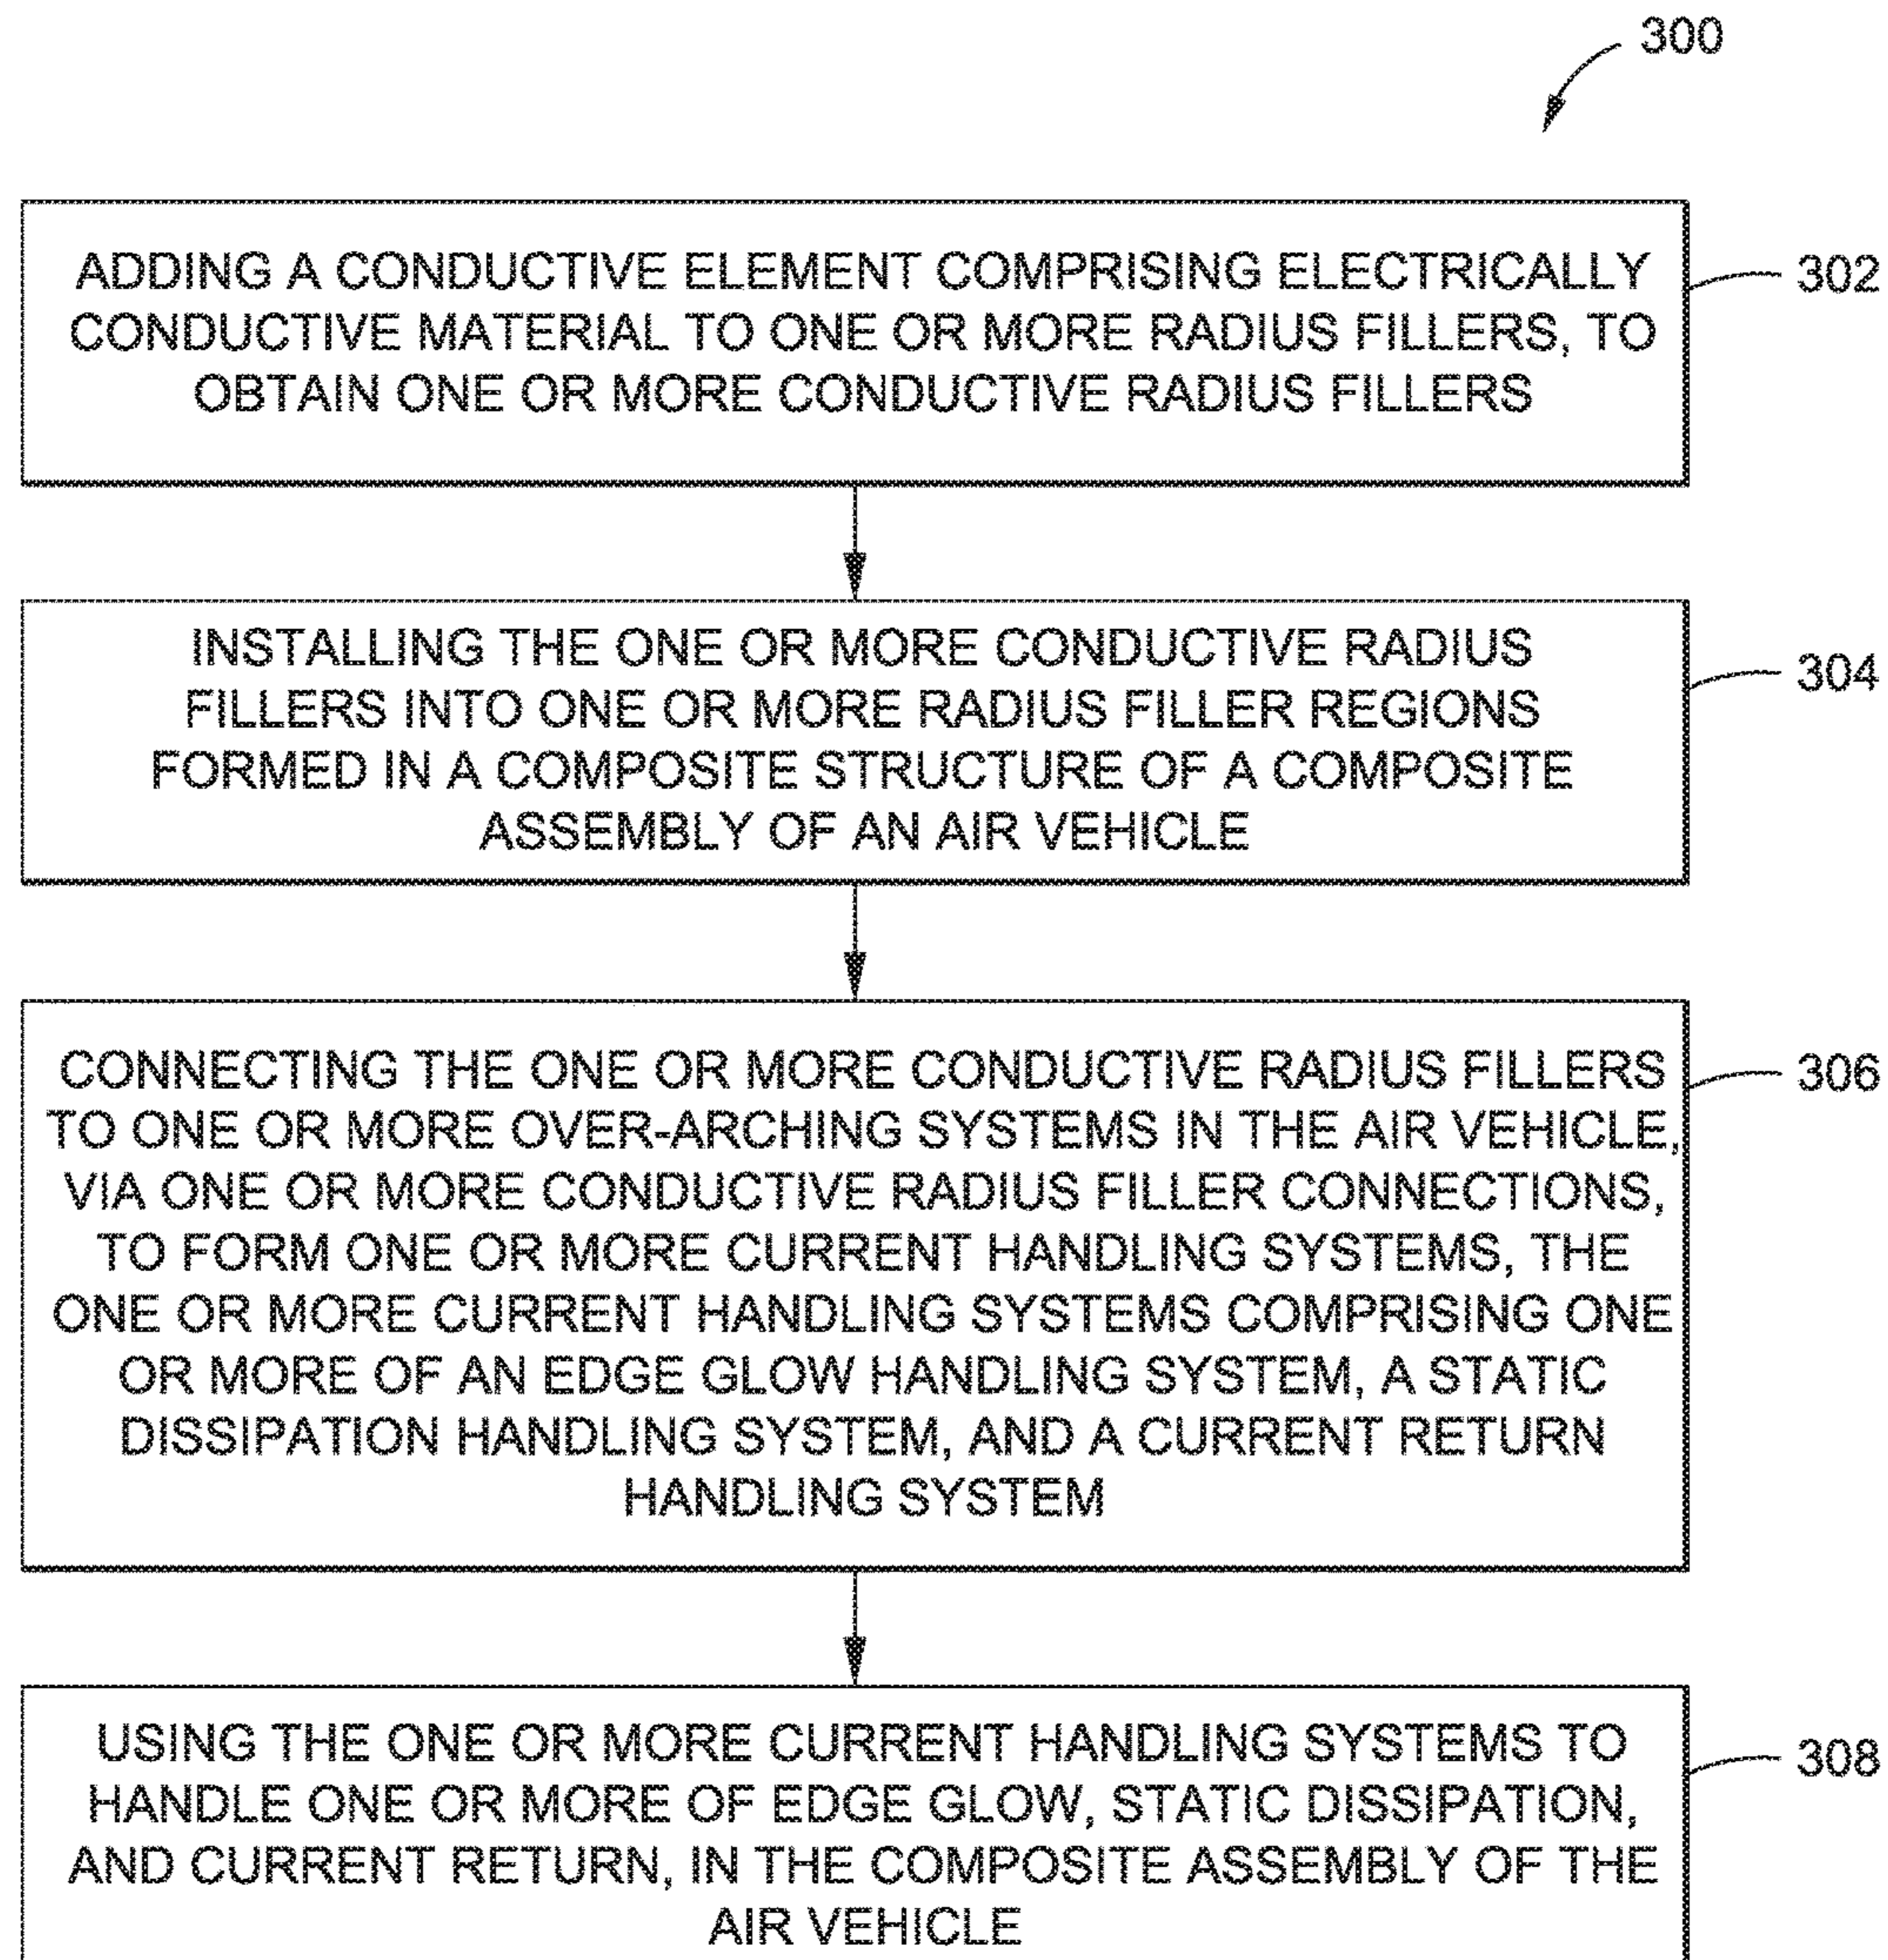 300
ADDING A CONDUCTIVE ELEMENT COMPRISING ELECTRICALLY
CONDUCTIVE MATERIAL TO ONE OR MORE RADIUS FILLERS, TO
OBTAIN ONE OR MORE CONDUCTIVE RADIUS FILLERS
302
INSTALLING THE ONE OR MORE CONDUCTIVE RADIUS
FILLERS INTO ONE OR MORE RADIUS FILLER REGIONS
FORMED IN A COMPOSITE STRUCTURE OF A COMPOSITE
ASSEMBLY OF AN AIR VEHICLE
304
CONNECTING THE ONE OR MORE CONDUCTIVE RADIUS FILLERS
TO ONE OR MORE OVER-ARCHING SYSTEMS IN THE AIR VEHICLE,
VIA ONE OR MORE CONDUCTIVE RADIUS FILLER CONNECTIONS,
TO FORM ONE OR MORE CURRENT HANDLING SYSTEMS, THE
ONE OR MORE CURRENT HANDLING SYSTEMS COMPRISING ONE
OR MORE OF AN EDGE GLOW HANDLING SYSTEM, A STATIC
DISSIPATION HANDLING SYSTEM, AND A CURRENT RETURN
HANDLING SYSTEM
306
USING THE ONE OR MORE CURRENT HANDLING SYSTEMS TO
HANDLE ONE OR MORE OF EDGE GLOW, STATIC DISSIPATION,
AND CURRENT RETURN, IN THE COMPOSITE ASSEMBLY OF THE
AIR VEHICLE
308